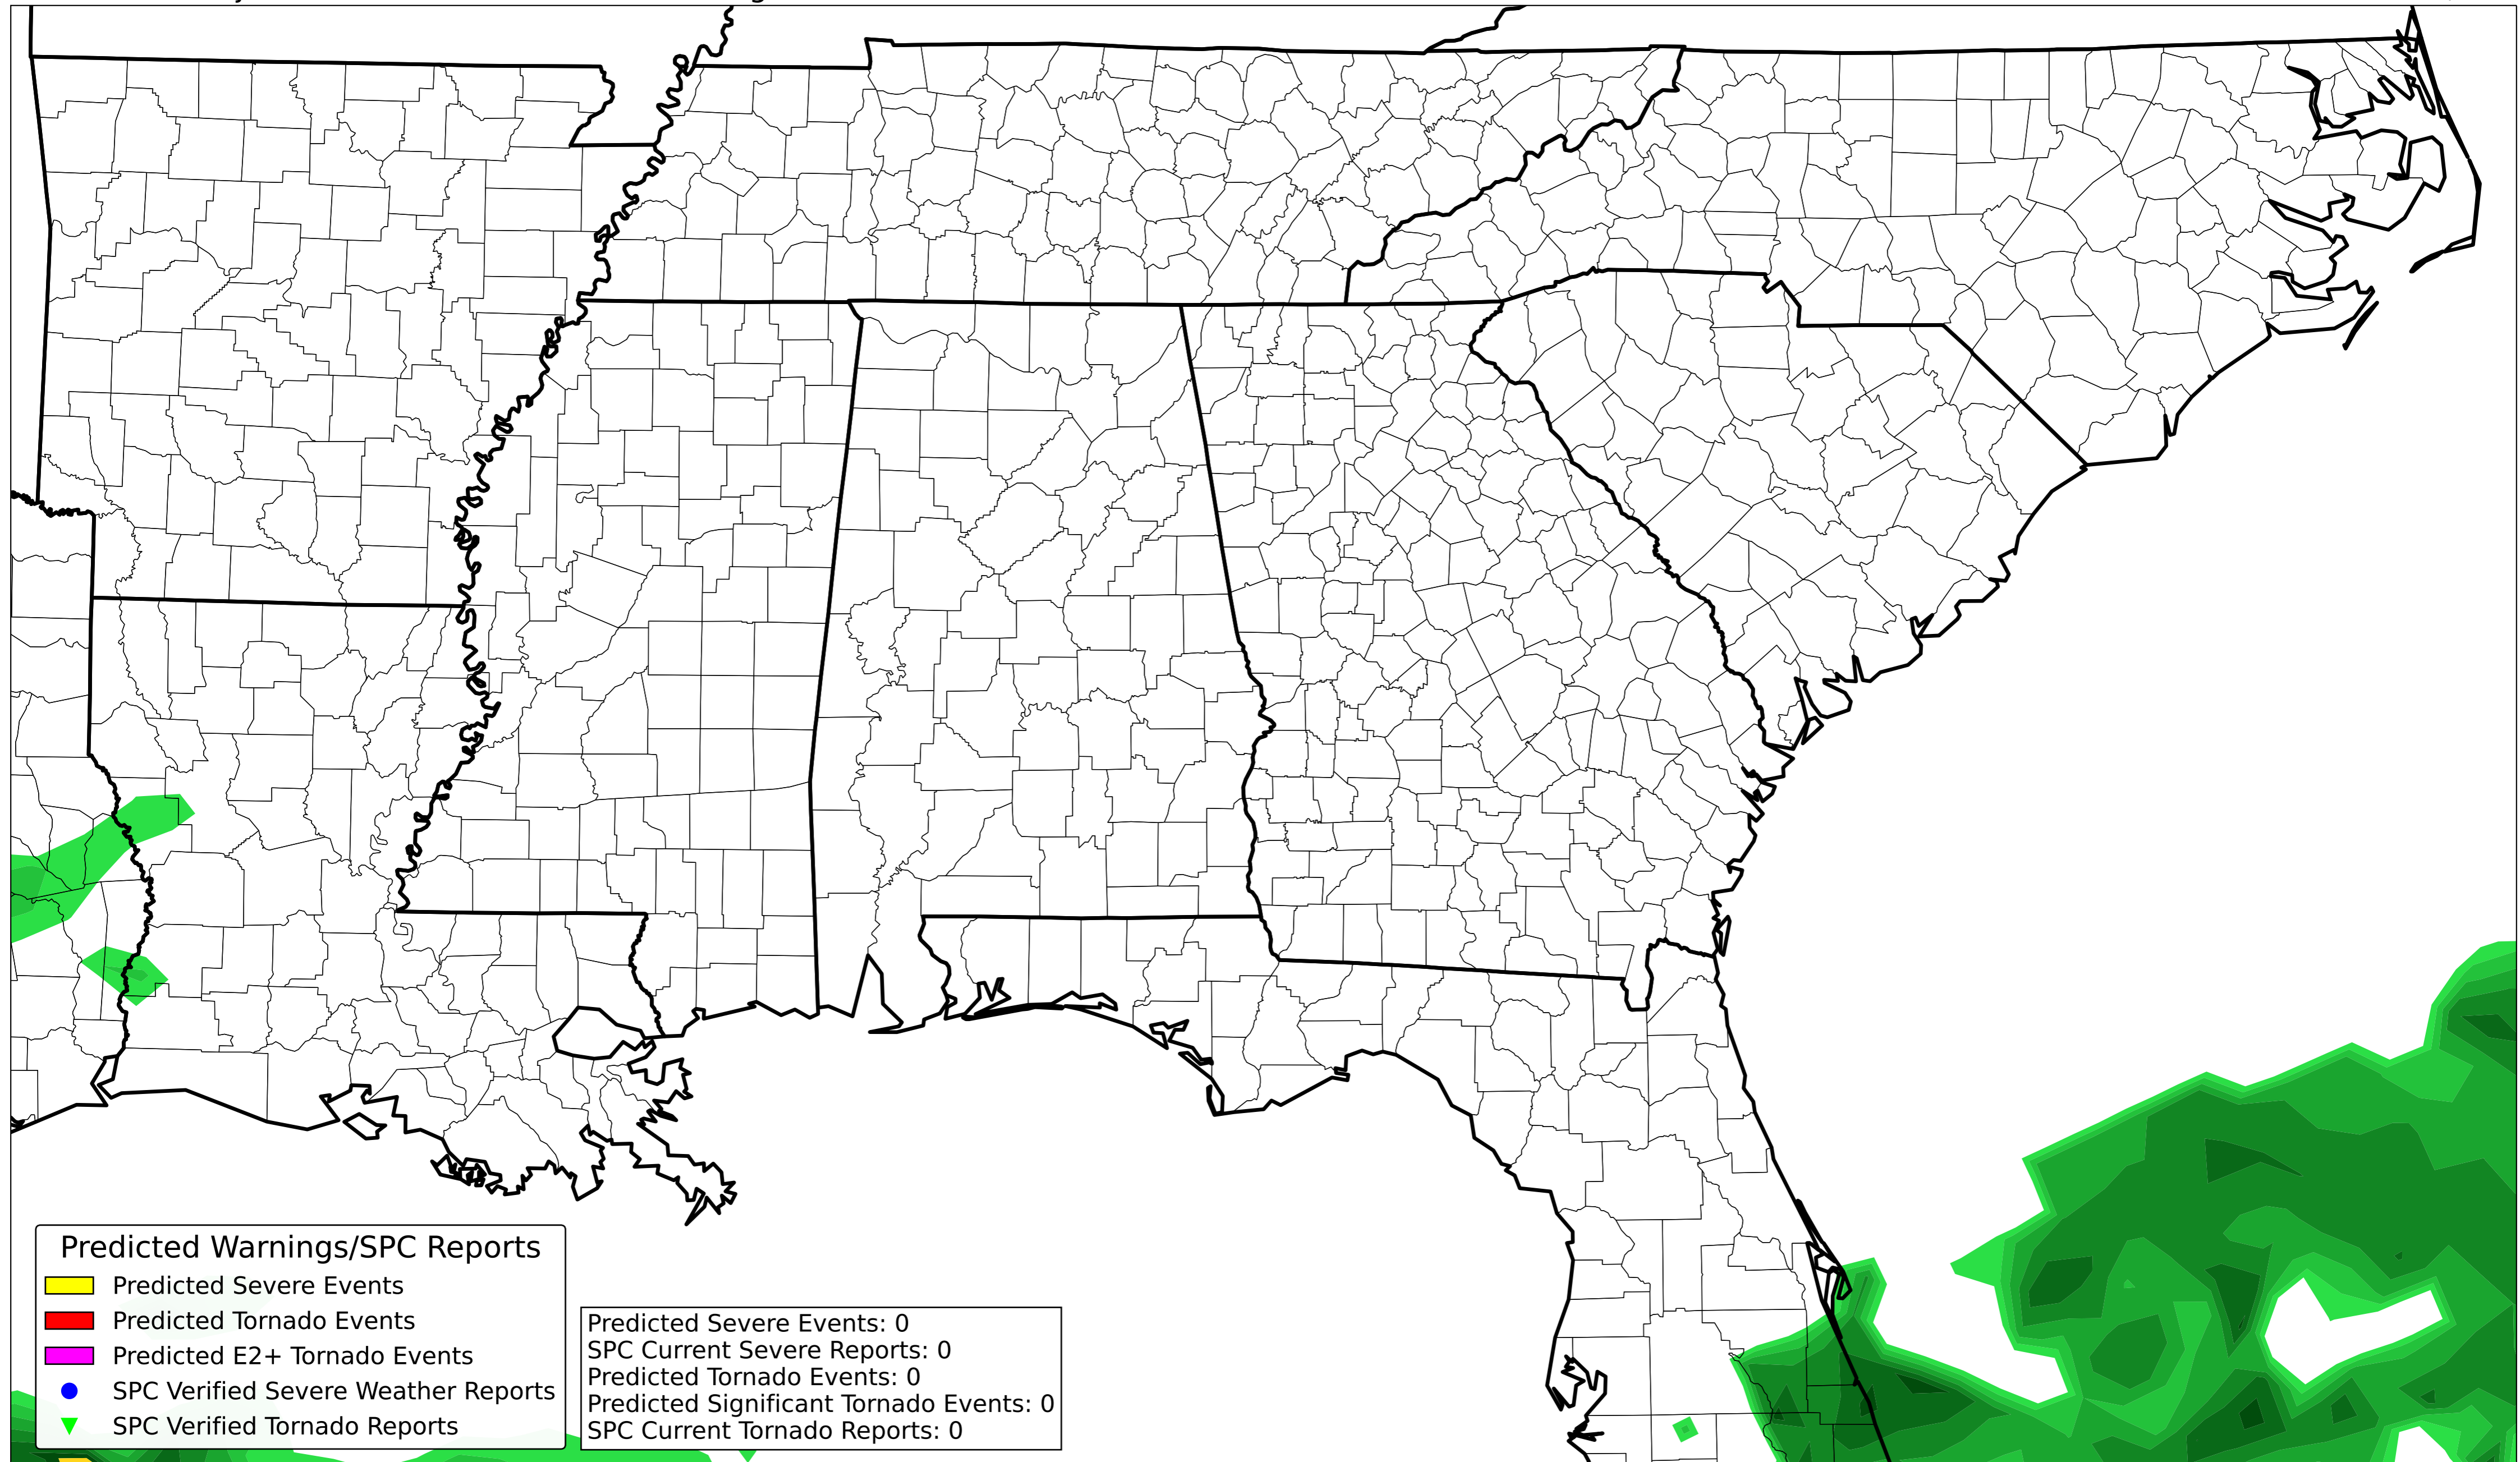 Predicted Warnings/SPC Reports
Predicted Severe Events
Predicted Tornado Events
Predicted E2+ Tornado Events
SPC Verified Severe Weather Reports
SPC Verified Tornado Reports
Predicted Severe Events: 0
SPC Current Severe Reports: 0
Predicted Tornado Events: 0
Predicted Significant Tornado Events: 0
SPC Current Tornado Reports: 0